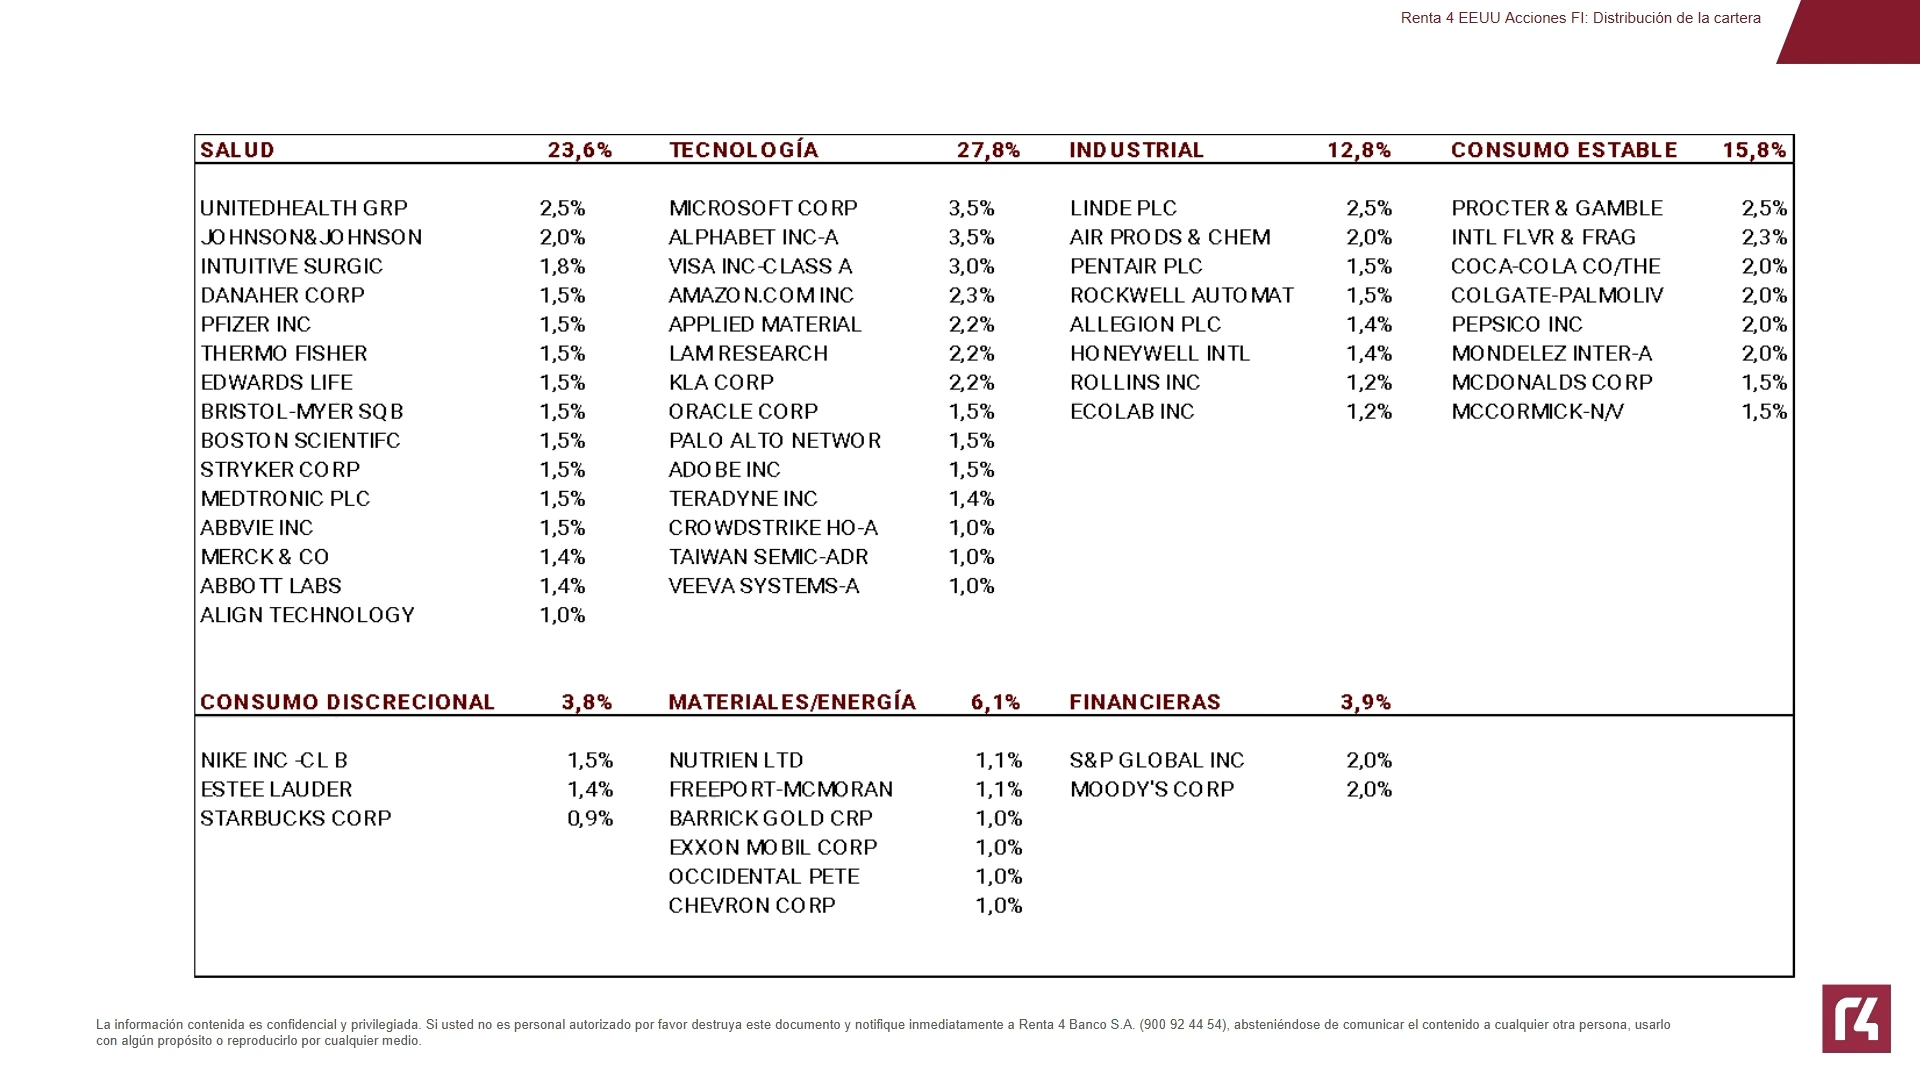 Renta 4 EEUU Acciones FI: Distribución de la cartera
SALUD 23,6% TECNOLOGÍA 27,8% INDUSTRIAL 12,8% CONSUMO ESTABLE 15,8%
UNITEDHEALTH GRP 2,5% MICROSOFT CORP 3,5% LINDE PLC 2,5% PROCTER & GAMBLE 2,5%
JOHNSON&JOHNSON 2,0% ALPHABET INC-A 3,5% AIR PRODS & CHEM 2,0% INTL FLVR & FRAG 2,3%
INTUITIVE SURGIC 1,8% VISA INC-CLASS A 3,0% PENTAIR PLC 1,5% COCA-COLA CO/THE 2,0%
DANAHER CORP 1,5% AMAZON.COM INC 2,3% ROCKWELL AUTOMAT 1,5% COLGATE-PALMOLIV 2,0%
PFIZER INC 1,5% APPLIED MATERIAL 2,2% ALLEGION PLC 1,4% PEPSICO INC 2,0%
THERMO FISHER 1,5% LAM RESEARCH 2,2% HONEYWELL INTL 1,4% MONDELEZ INTER-A 2,0%
EDWARDS LIFE 1,5% KLA CORP 2,2% ROLLINS INC 1,2% MCDONALDS CORP 1,5%
BRISTOL-MYER SQB 1,5% ORACLE CORP 1,5% ECOLAB INC 1,2% MCCORMICK-N/V 1,5%
BOSTON SCIENTIFC 1,5% PALO ALTO NETWOR 1,5%
STRYKER CORP 1,5% ADOBE INC 1,5%
MEDTRONIC PLC 1,5% TERADYNE INC 1,4%
ABBVIE INC 1,5% CROWDSTRIKE HO-A 1,0%
MERCK & CO 1,4% TAIWAN SEMIC-ADR 1,0%
ABBOTT LABS 1,4% VEEVA SYSTEMS-A 1,0%
ALIGN TECHNOLOGY 1,0%
CONSUMO DISCRECIONAL 3,8% MATERIALES/ENERGÍA 6,1% FINANCIERAS 3,9%
NIKE INC -CL B 1,5% NUTRIEN LTD 1,1% S&P GLOBAL INC 2,0%
ESTEE LAUDER 1,4% FREEPORT-MCMORAN 1,1% MOODY'S CORP 2,0%
STARBUCKS CORP 0,9% BARRICK GOLD CRP 1,0%
EXXON MOBIL CORP 1,0%
OCCIDENTAL PETE 1,0%
CHEVRON CORP 1,0%
La información contenida es confidencial y privilegiada. Si usted no es personal autorizado por favor destruya este documento y notifique inmediatamente a Renta 4 Banco S.A. (900 92 44 54), absteniéndose de comunicar el contenido a cualquier otra persona, usarlo
con algún propósito o reproducirlo por cualquier medio.
r4